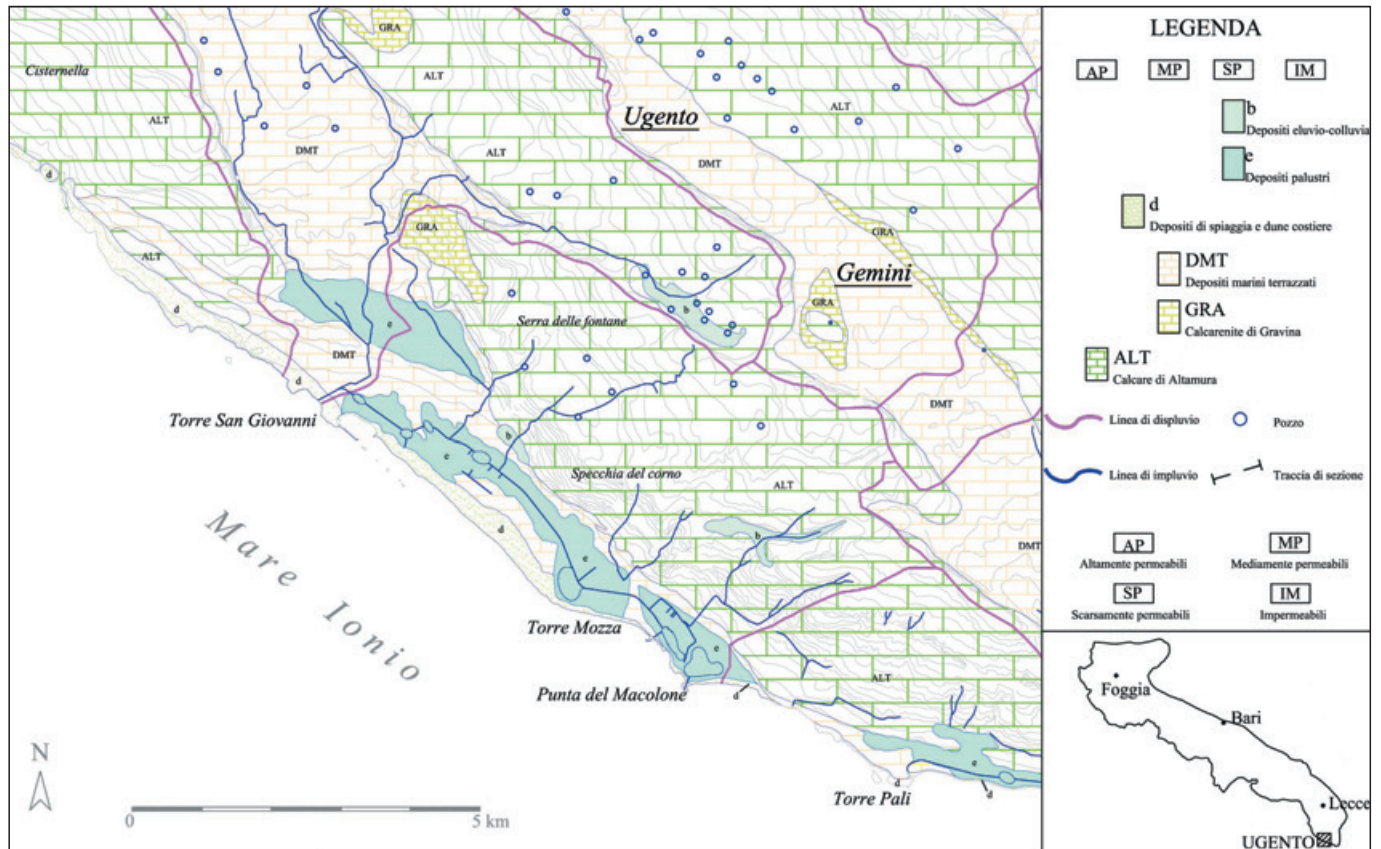 GRA
Cisternella
ALT
ALT
ALT
Ugento
ALT
DMT
DMT
ALT
d
GRA
GRA
Gemini
ALT
GRA
b
e
Serra delle fontane
d
DMT
d
DMT
Torre San Giovanni
b
e
Specchia del corno
ALT
d
b
DMT
e
Mare Ionio
Torre Mozza
e
ALT
Punta del Macolone
d
e
Torre Pali
d
N
0
5 km
LEGENDA
AP MP SP IM
b
Depositi eluvio-colluvia
e
Depositi palustri
d
Depositi di spiaggia e dune costiere
DMT
Depositi marini terrazzati
GRA
Calcarenite di Gravina
ALT
Calcare di Altamura
Linea di displuvio Pozzo
Linea di impluvio Traccia di sezione
AP MP
Altamente permeabili Mediamente permeabili
SP IM
Scarsamente permeabili Impermeabili
Foggia
Bari
Lecce
UGENTO